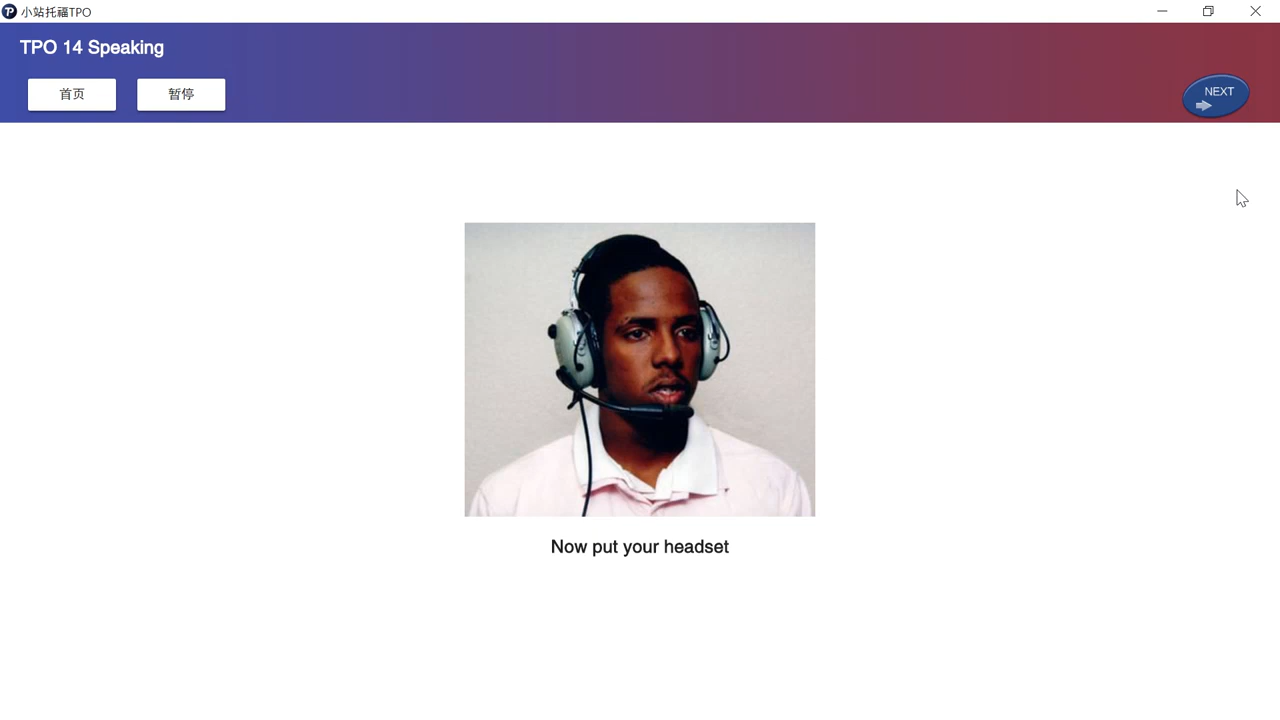 小站托福TPO
TPO 14 Speaking
首页
暂停
NEXT
Now put your headset